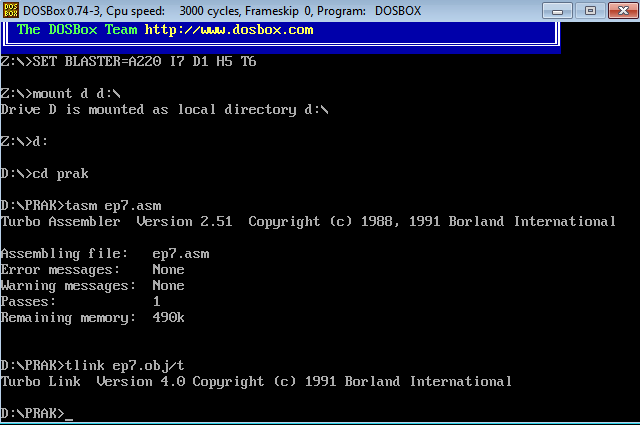 DOSBox 0.74-3, Cpu speed: 3000 cycles, Frameskip 0, Program: DOSBOX
The DOSBox Team http://www.dosbox.com
Z:\>SET BLASTER=A220 I7 D1 H5 T6
Z:\>mount d d:\
Drive D is mounted as local directory d:\
Z:\>d:
D:\>cd prak
D:\PRAK>tasm ep7.asm
Turbo Assembler  Version 2.51  Copyright (c) 1988, 1991 Borland International
Assembling file:   ep7.asm
Error messages:    None
Warning messages:  None
Passes:            1
Remaining memory:  490k
D:\PRAK>tlink ep7.obj/t
Turbo Link  Version 4.0 Copyright (c) 1991 Borland International
D:\PRAK>_